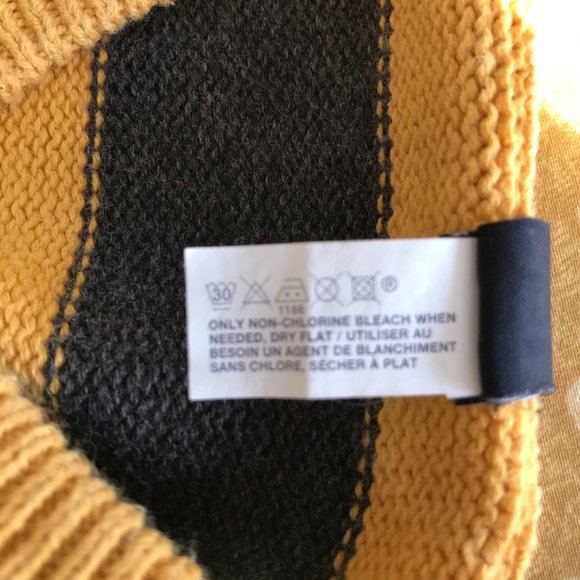 30
®
110C
ONLY NON-CHLORINE BLEACH WHEN
NEEDED, DRY FLAT / UTILISER AU
BESOIN UN AGENT DE BLANCHIMENT
SANS CHLORE, SÉCHER À PLAT